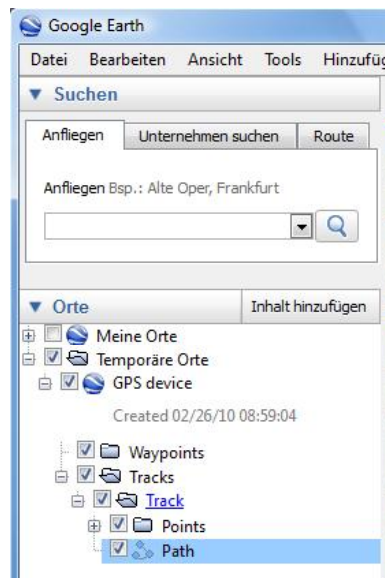 Google Earth
Datei Bearbeiten Ansicht Tools Hinzufüg
Suchen
Anfliegen Unternehmen suchen Route
Anfliegen Bsp.: Alte Oper, Frankfurt
Orte Inhalt hinzufügen
Meine Orte
Temporäre Orte
GPS device
Created 02/26/10 08:59:04
Waypoints
Tracks
Track
Points
Path